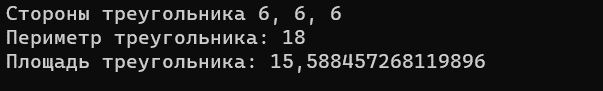 Стороны треугольника 6, 6, 6
Периметр треугольника: 18
Площадь треугольника: 15,588457268119896